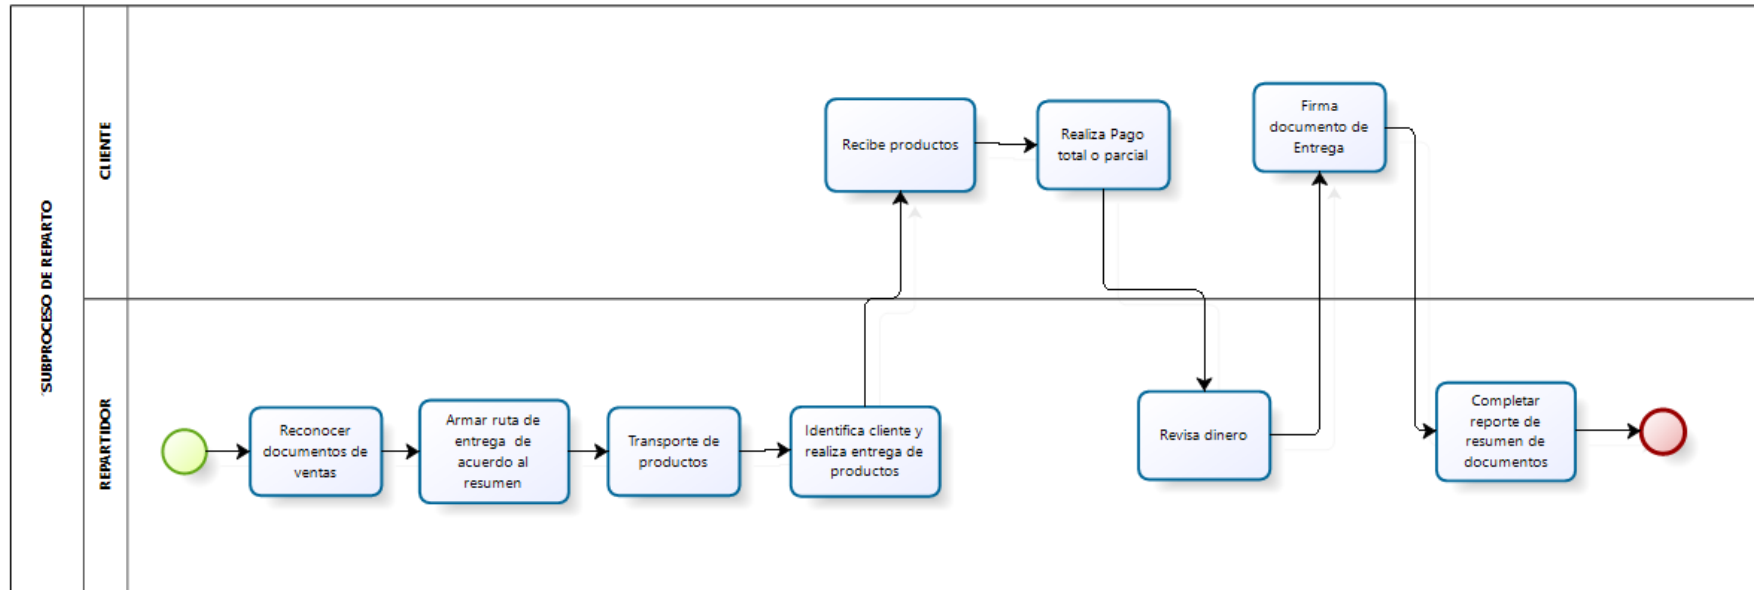 ´SUBPROCESO DE REPARTO
CLIENTE
Recibe productos
Realiza Pago
total o parcial
Firma
documento de
Entrega
REPARTIDOR
Reconocer
documentos de
ventas
Armar ruta de
entrega de
acuerdo al
resumen
Transporte de
productos
Identifica cliente y
realiza entrega de
productos
Revisa dinero
Completar
reporte de
resumen de
documentos